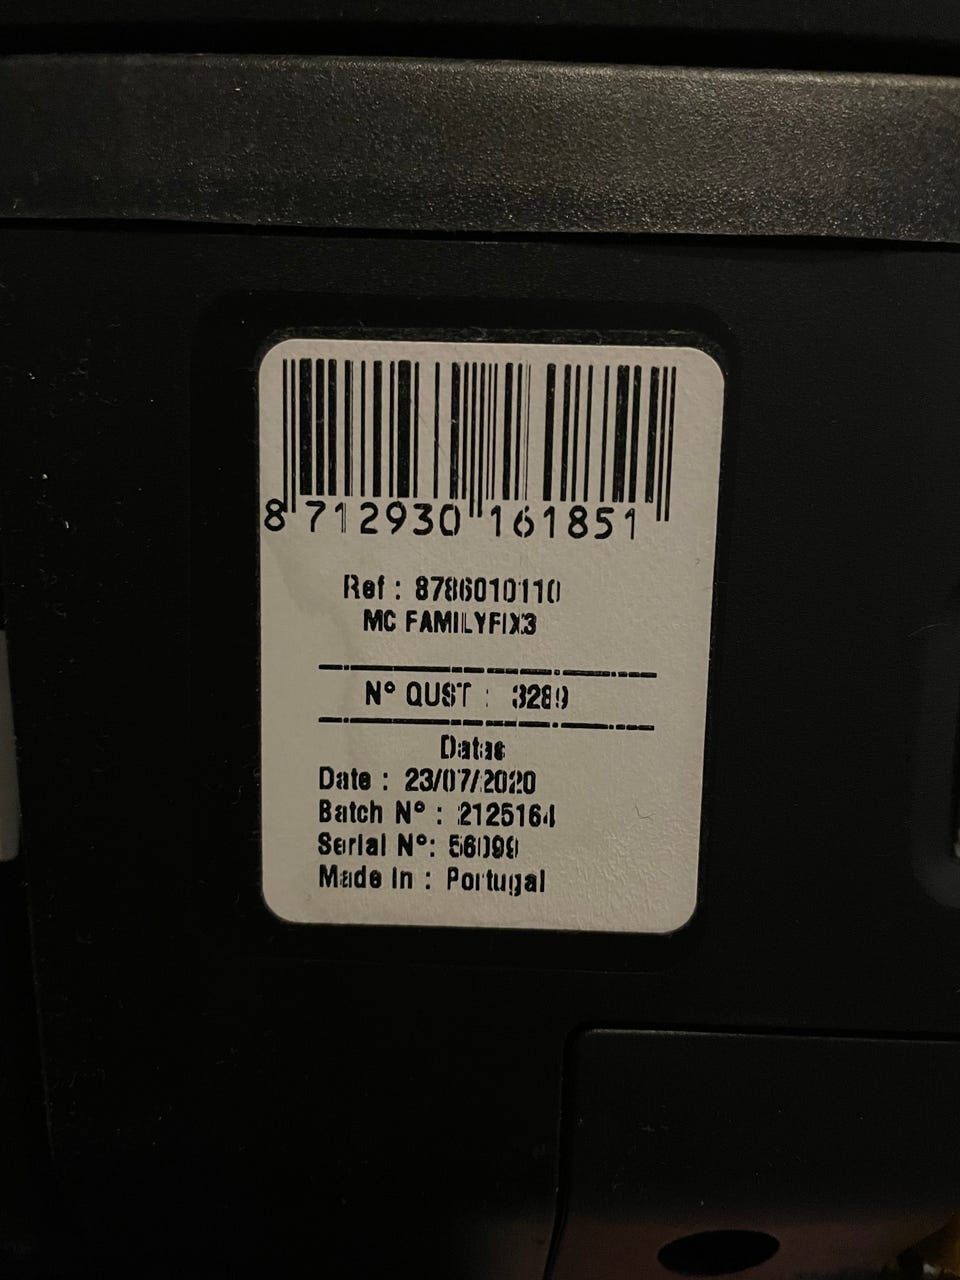 8 712930 161851
Ref : 8786010110
MC FAMILYFIX3
N° QUST : 3289
Datas
Date : 23/07/2020
Batch N° : 2125164
Serial N°: 56099
Made In : Portugal